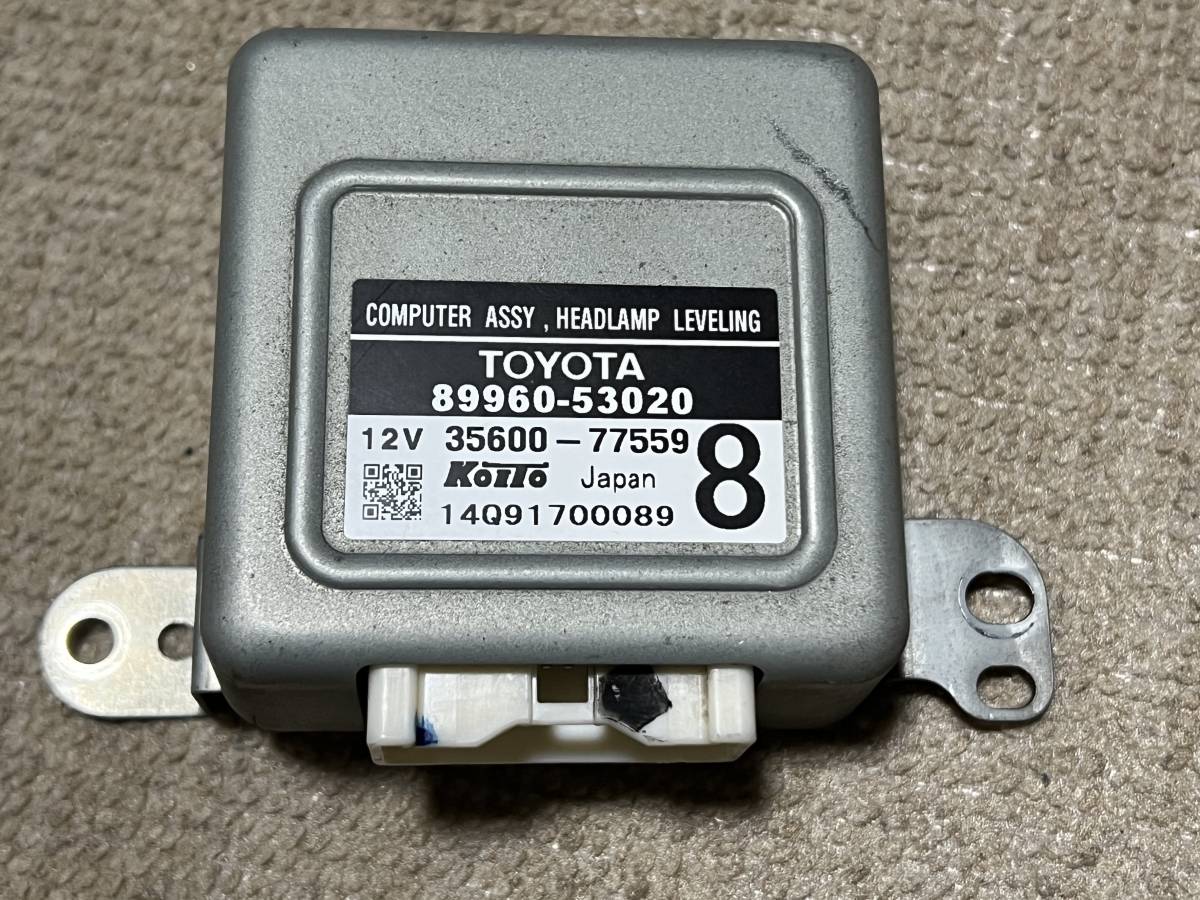 COMPUTER ASSY , HEADLAMP LEVELING
TOYOTA
89960-53020
12V 35600-77559 8
KOITO Japan
14Q91700089